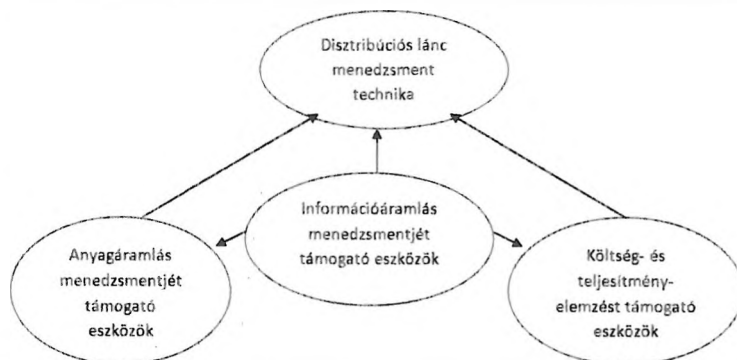 Disztribúciós lánc
menedzsment
technika
Információáramlás
menedzsmentjét
támogató eszközök
Anyagáramlás
menedzsmentjét
támogató
eszközök
Költség- és
teljesítmény-
elemzést támogató
eszközök